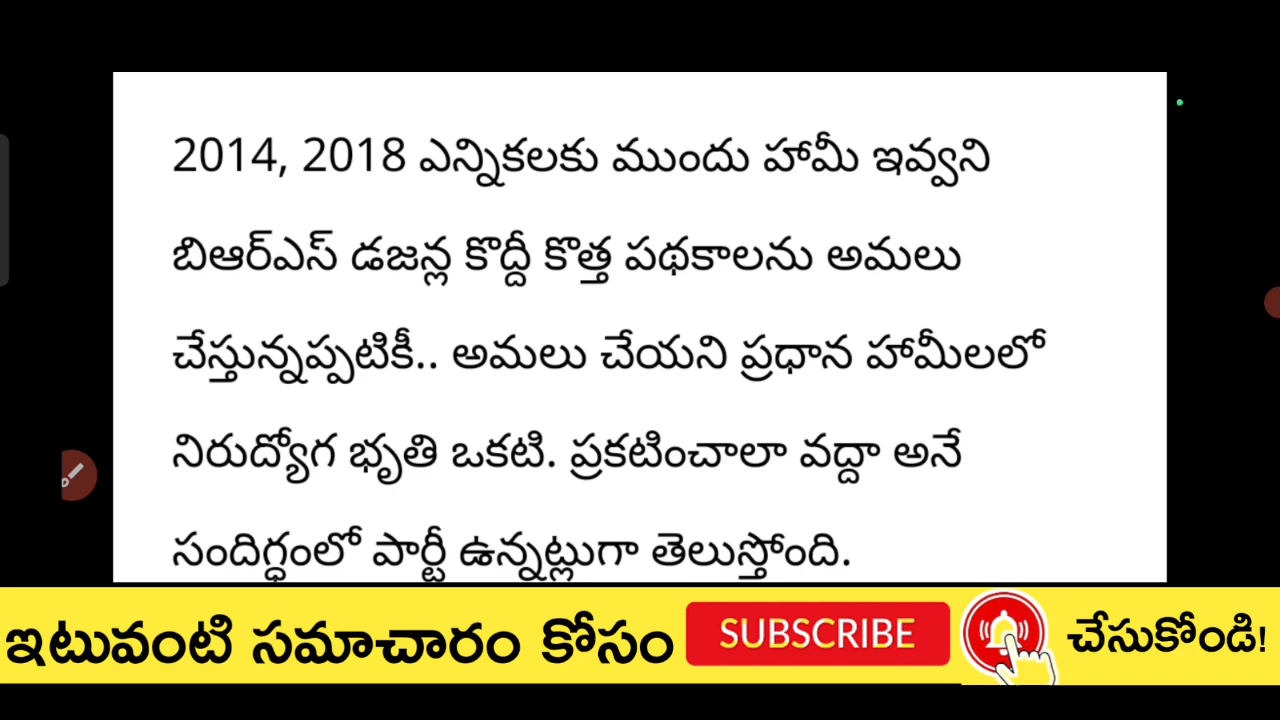 2014, 2018 ఎన్నికలకు ముందు హామీ ఇవ్వని
బిఆర్ఎస్ డజన్ల కొద్దీ కొత్త పథకాలను అమలు
చేస్తున్నప్పటికీ.. అమలు చేయని ప్రధాన హామీలలో
నిరుద్యోగ భృతి ఒకటి. ప్రకటించాలా వద్దా అనే
సందిగ్ధంలో పార్టీ ఉన్నట్లుగా తెలుస్తోంది.
ఇటువంటి సమాచారం కోసం SUBSCRIBE చేసుకోండి!